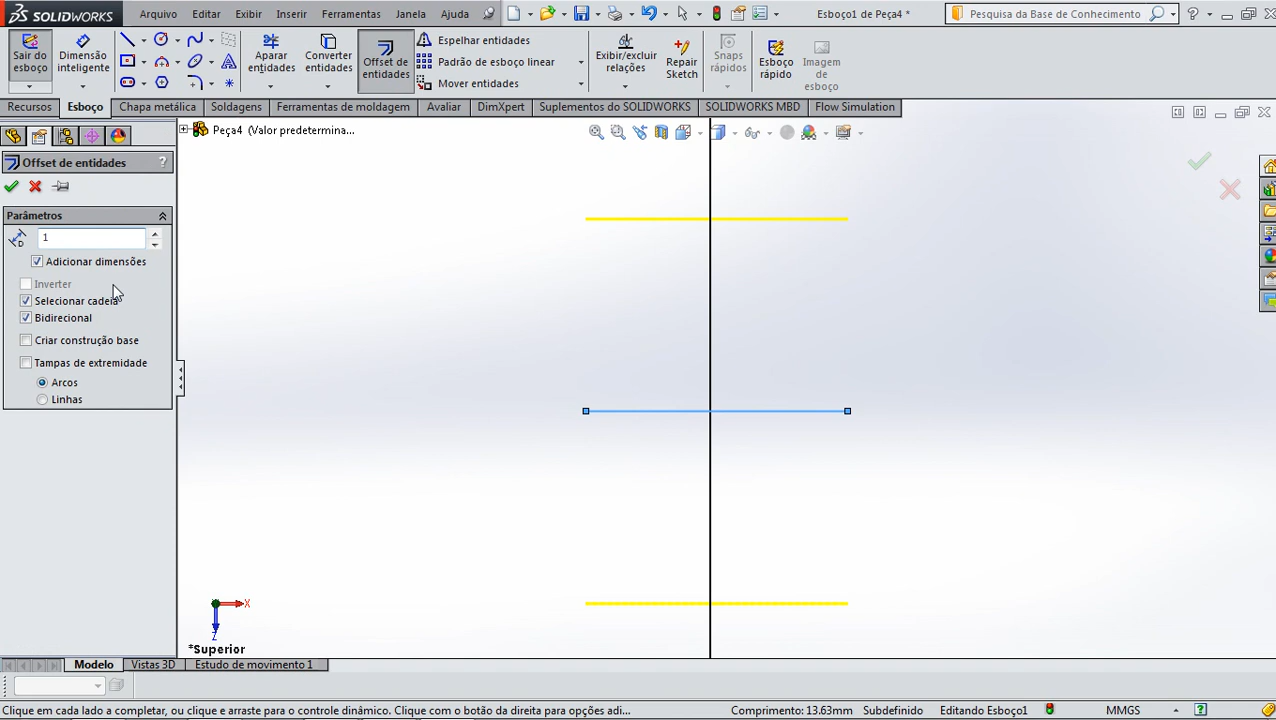 SOLIDWORKS
Arquivo Editar Exibir Inserir Ferramentas Janela Ajuda
Esboço1 de Peça4 *
Pesquisa da Base de Conhecimento
Sair do esboço
Dimensão inteligente
Aparar entidades
Converter entidades
Offset de entidades
Espelhar entidades
Padrão de esboço linear
Mover entidades
Exibir/excluir relações
Repair Sketch
Snaps rápidos
Esboço rápido
Imagem de esboço
Recursos Esboço Chapa metálica Soldagens Ferramentas de moldagem Avaliar DimXpert Suplementos do SOLIDWORKS SOLIDWORKS MBD Flow Simulation
Peça4 (Valor predetermina...
Offset de entidades ?
Parâmetros
D 1
Adicionar dimensões
Inverter
Selecionar cadeia
Bidirecional
Criar construção base
Tampas de extremidade
Arcos
Linhas
X
Z
*Superior
Modelo Vistas 3D Estudo de movimento 1
Clique em cada lado a completar, ou clique e arraste para o controle dinâmico. Clique com o botão da direita para opções adi... Comprimento: 13.63mm Subdefinido Editando Esboço1 MMGS ?